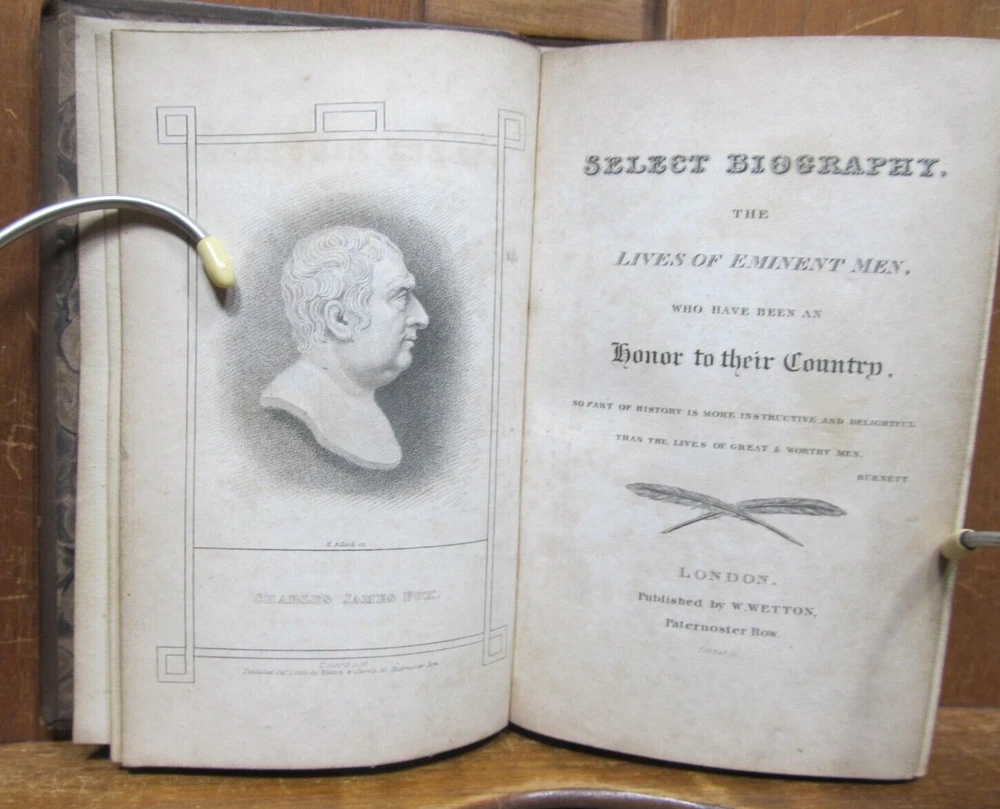 CHARLES JAMES FOX.
LONDON
SELECT BIOGRAPHY.
THE
LIVES OF EMINENT MEN,
WHO HAVE BEEN AN
Honor to their Country.
NO PART OF HISTORY IS MORE INSTRUCTIVE AND DELIGHTFUL
THAN THE LIVES OF GREAT & WORTHY MEN.
BURNETT
LONDON.
Published by W. WETTON,
Paternoster Row.